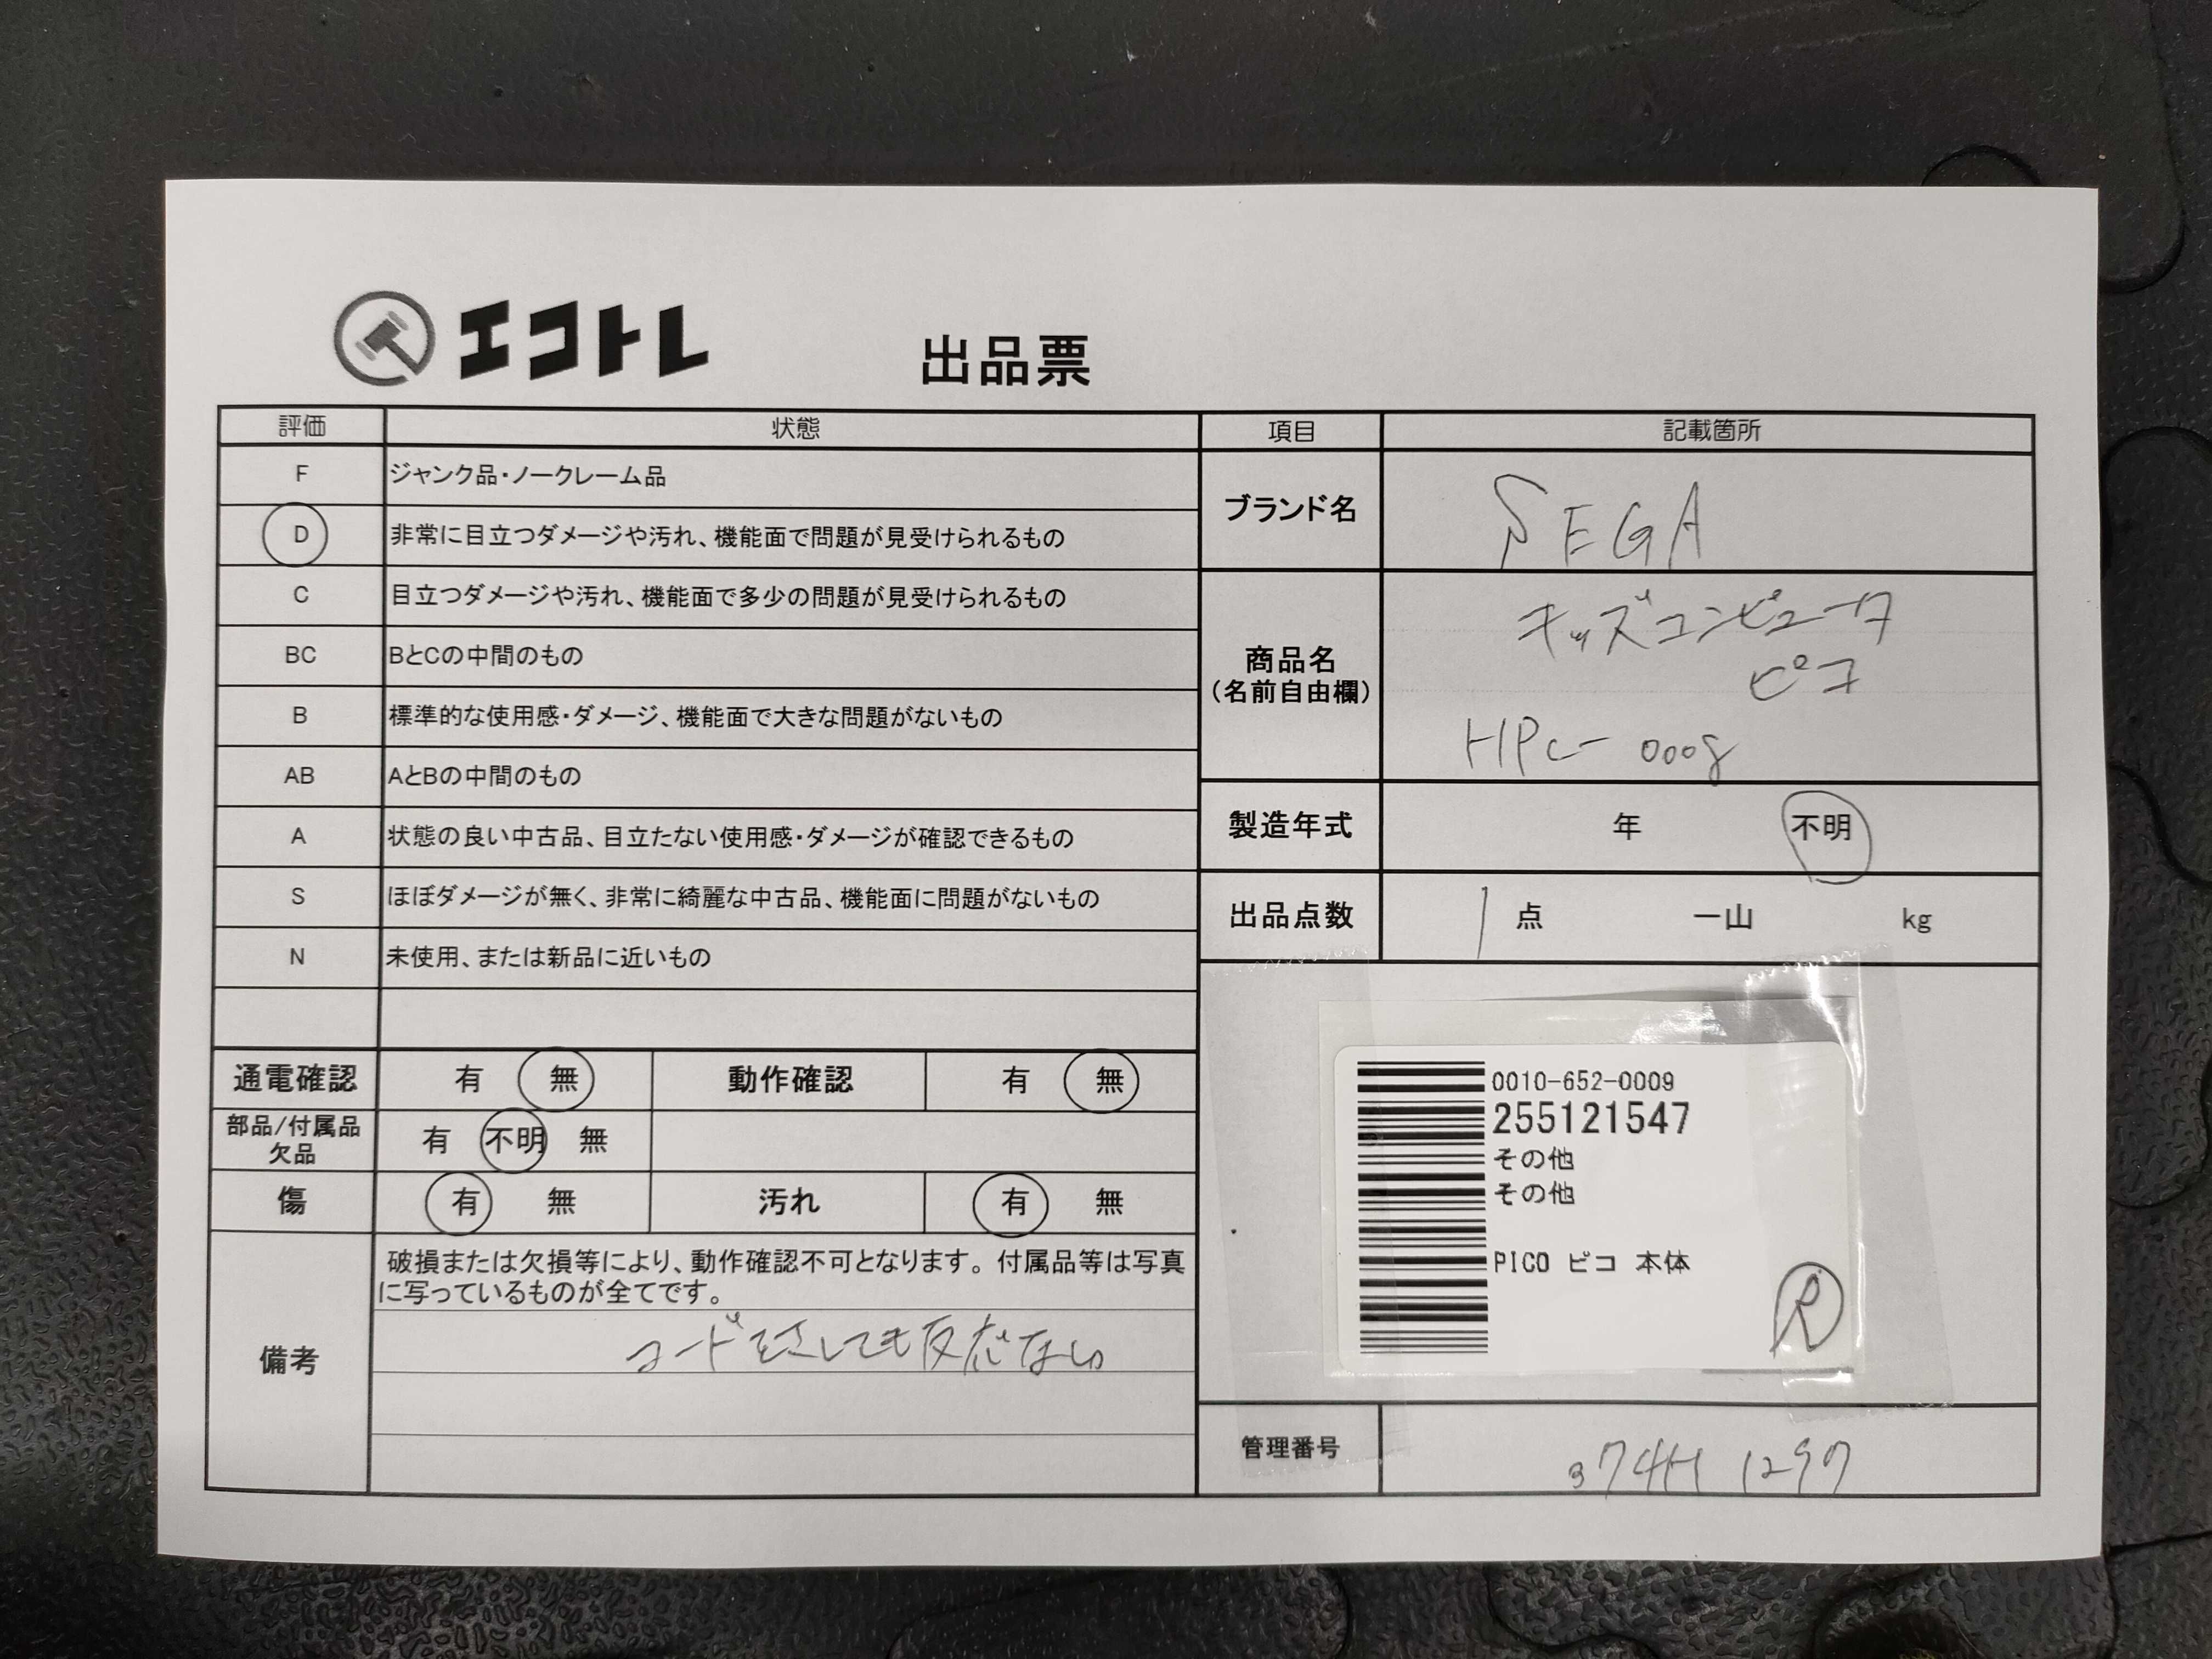 エコトレ
出品票
評価 状態
F ジャンク品・ノークレーム品
D 非常に目立つダメージや汚れ、機能面で問題が見受けられるもの
C 目立つダメージや汚れ、機能面で多少の問題が見受けられるもの
BC BとCの中間のもの
B 標準的な使用感・ダメージ、機能面で大きな問題がないもの
AB AとBの中間のもの
A 状態の良い中古品、目立たない使用感・ダメージが確認できるもの
S ほぼダメージが無く、非常に綺麗な中古品、機能面に問題がないもの
N 未使用、または新品に近いもの
通電確認 有 無 動作確認 有 無
部品/付属品 欠品 有 不明 無
傷 有 無 汚れ 有 無
備考
破損または欠損等により、動作確認不可となります。付属品等は写真
に写っているものが全てです。
コードをさしても反応ない
項目 記載箇所
ブランド名 SEGA
商品名
(名前自由欄)
キッズコンピュータ
ピコ
HPC-0008
製造年式 年 不明
出品点数 1 点 一山 kg
0010-652-0009
255121547
その他
その他
PICO ピコ 本体
R
管理番号 374H 1297